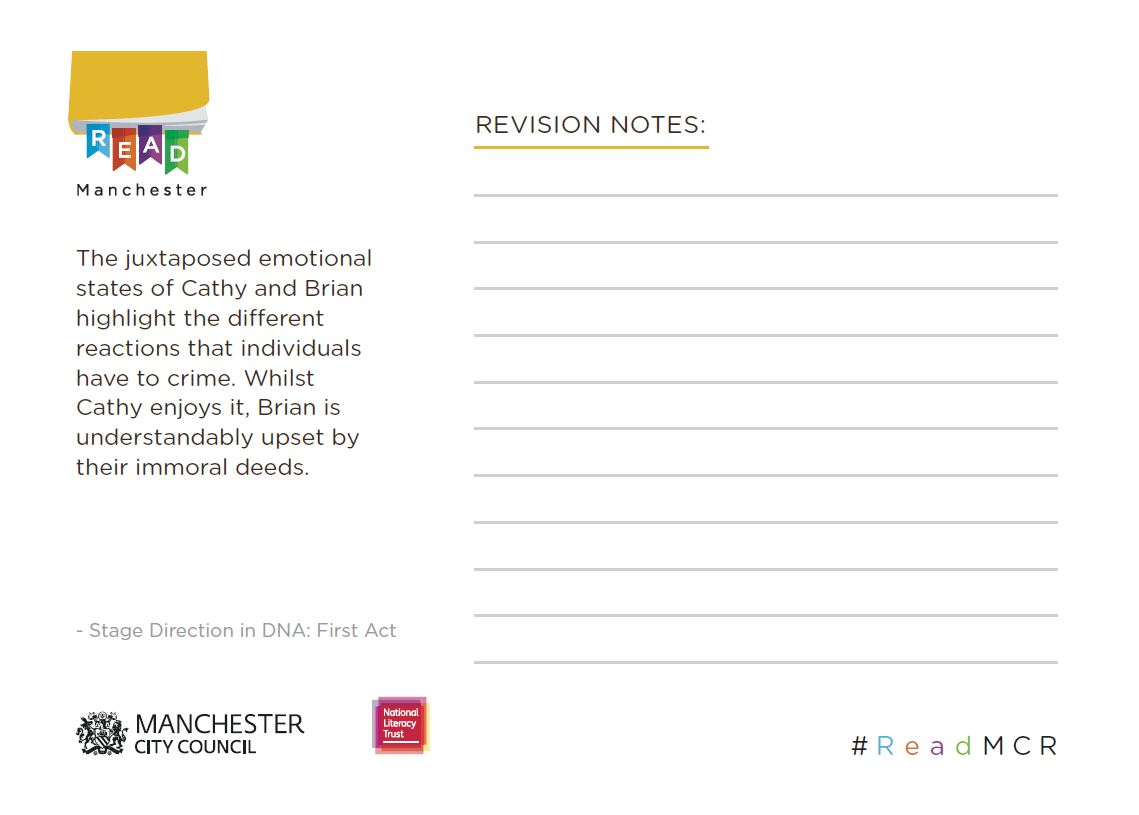 READ
Manchester
The juxtaposed emotional
states of Cathy and Brian
highlight the different
reactions that individuals
have to crime. Whilst
Cathy enjoys it, Brian is
understandably upset by
their immoral deeds.
- Stage Direction in DNA: First Act
REVISION NOTES:
MANCHESTER
CITY COUNCIL
National
Literacy
Trust
#ReadMCR